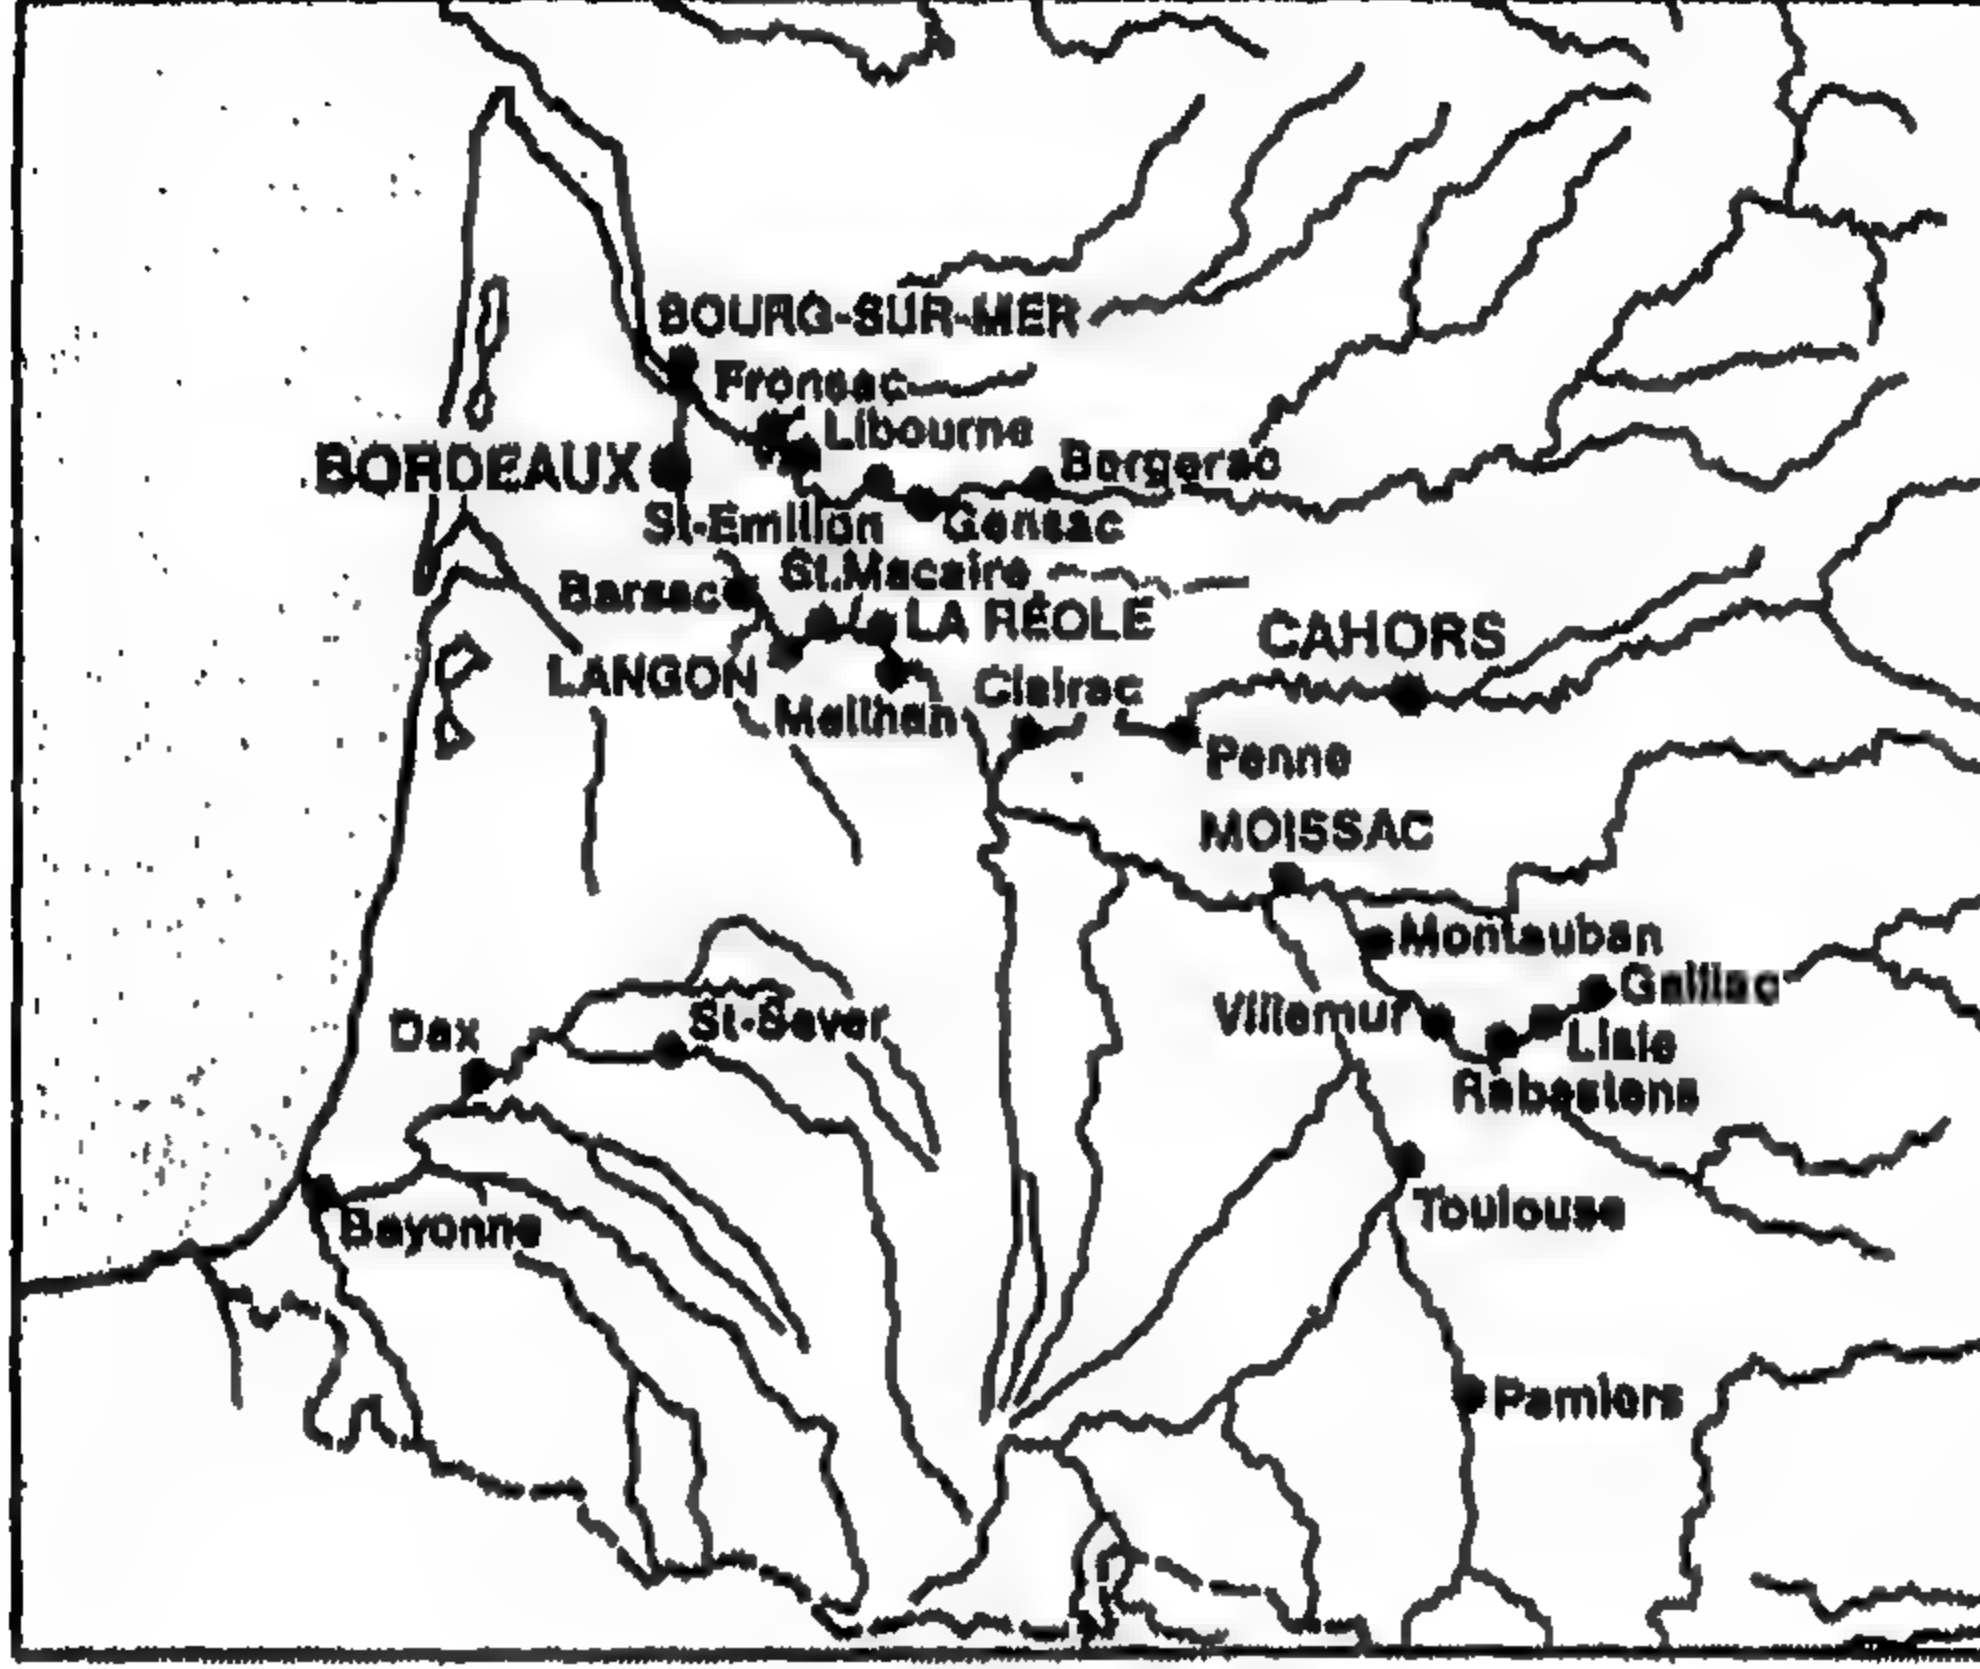 BOURG-SUR-MER
Fronsac
Libourne
BORDEAUX
Bergerac
St-Emilion
Gensac
St.Macaire
Barsac
LA RÉOLE
CAHORS
LANGON
Clairac
Meilhan
Penne
MOISSAC
Montauban
Gaillac
Villemur
St-Sever
Dax
Lisle
Rabastens
Toulouse
Bayonne
Pamiers